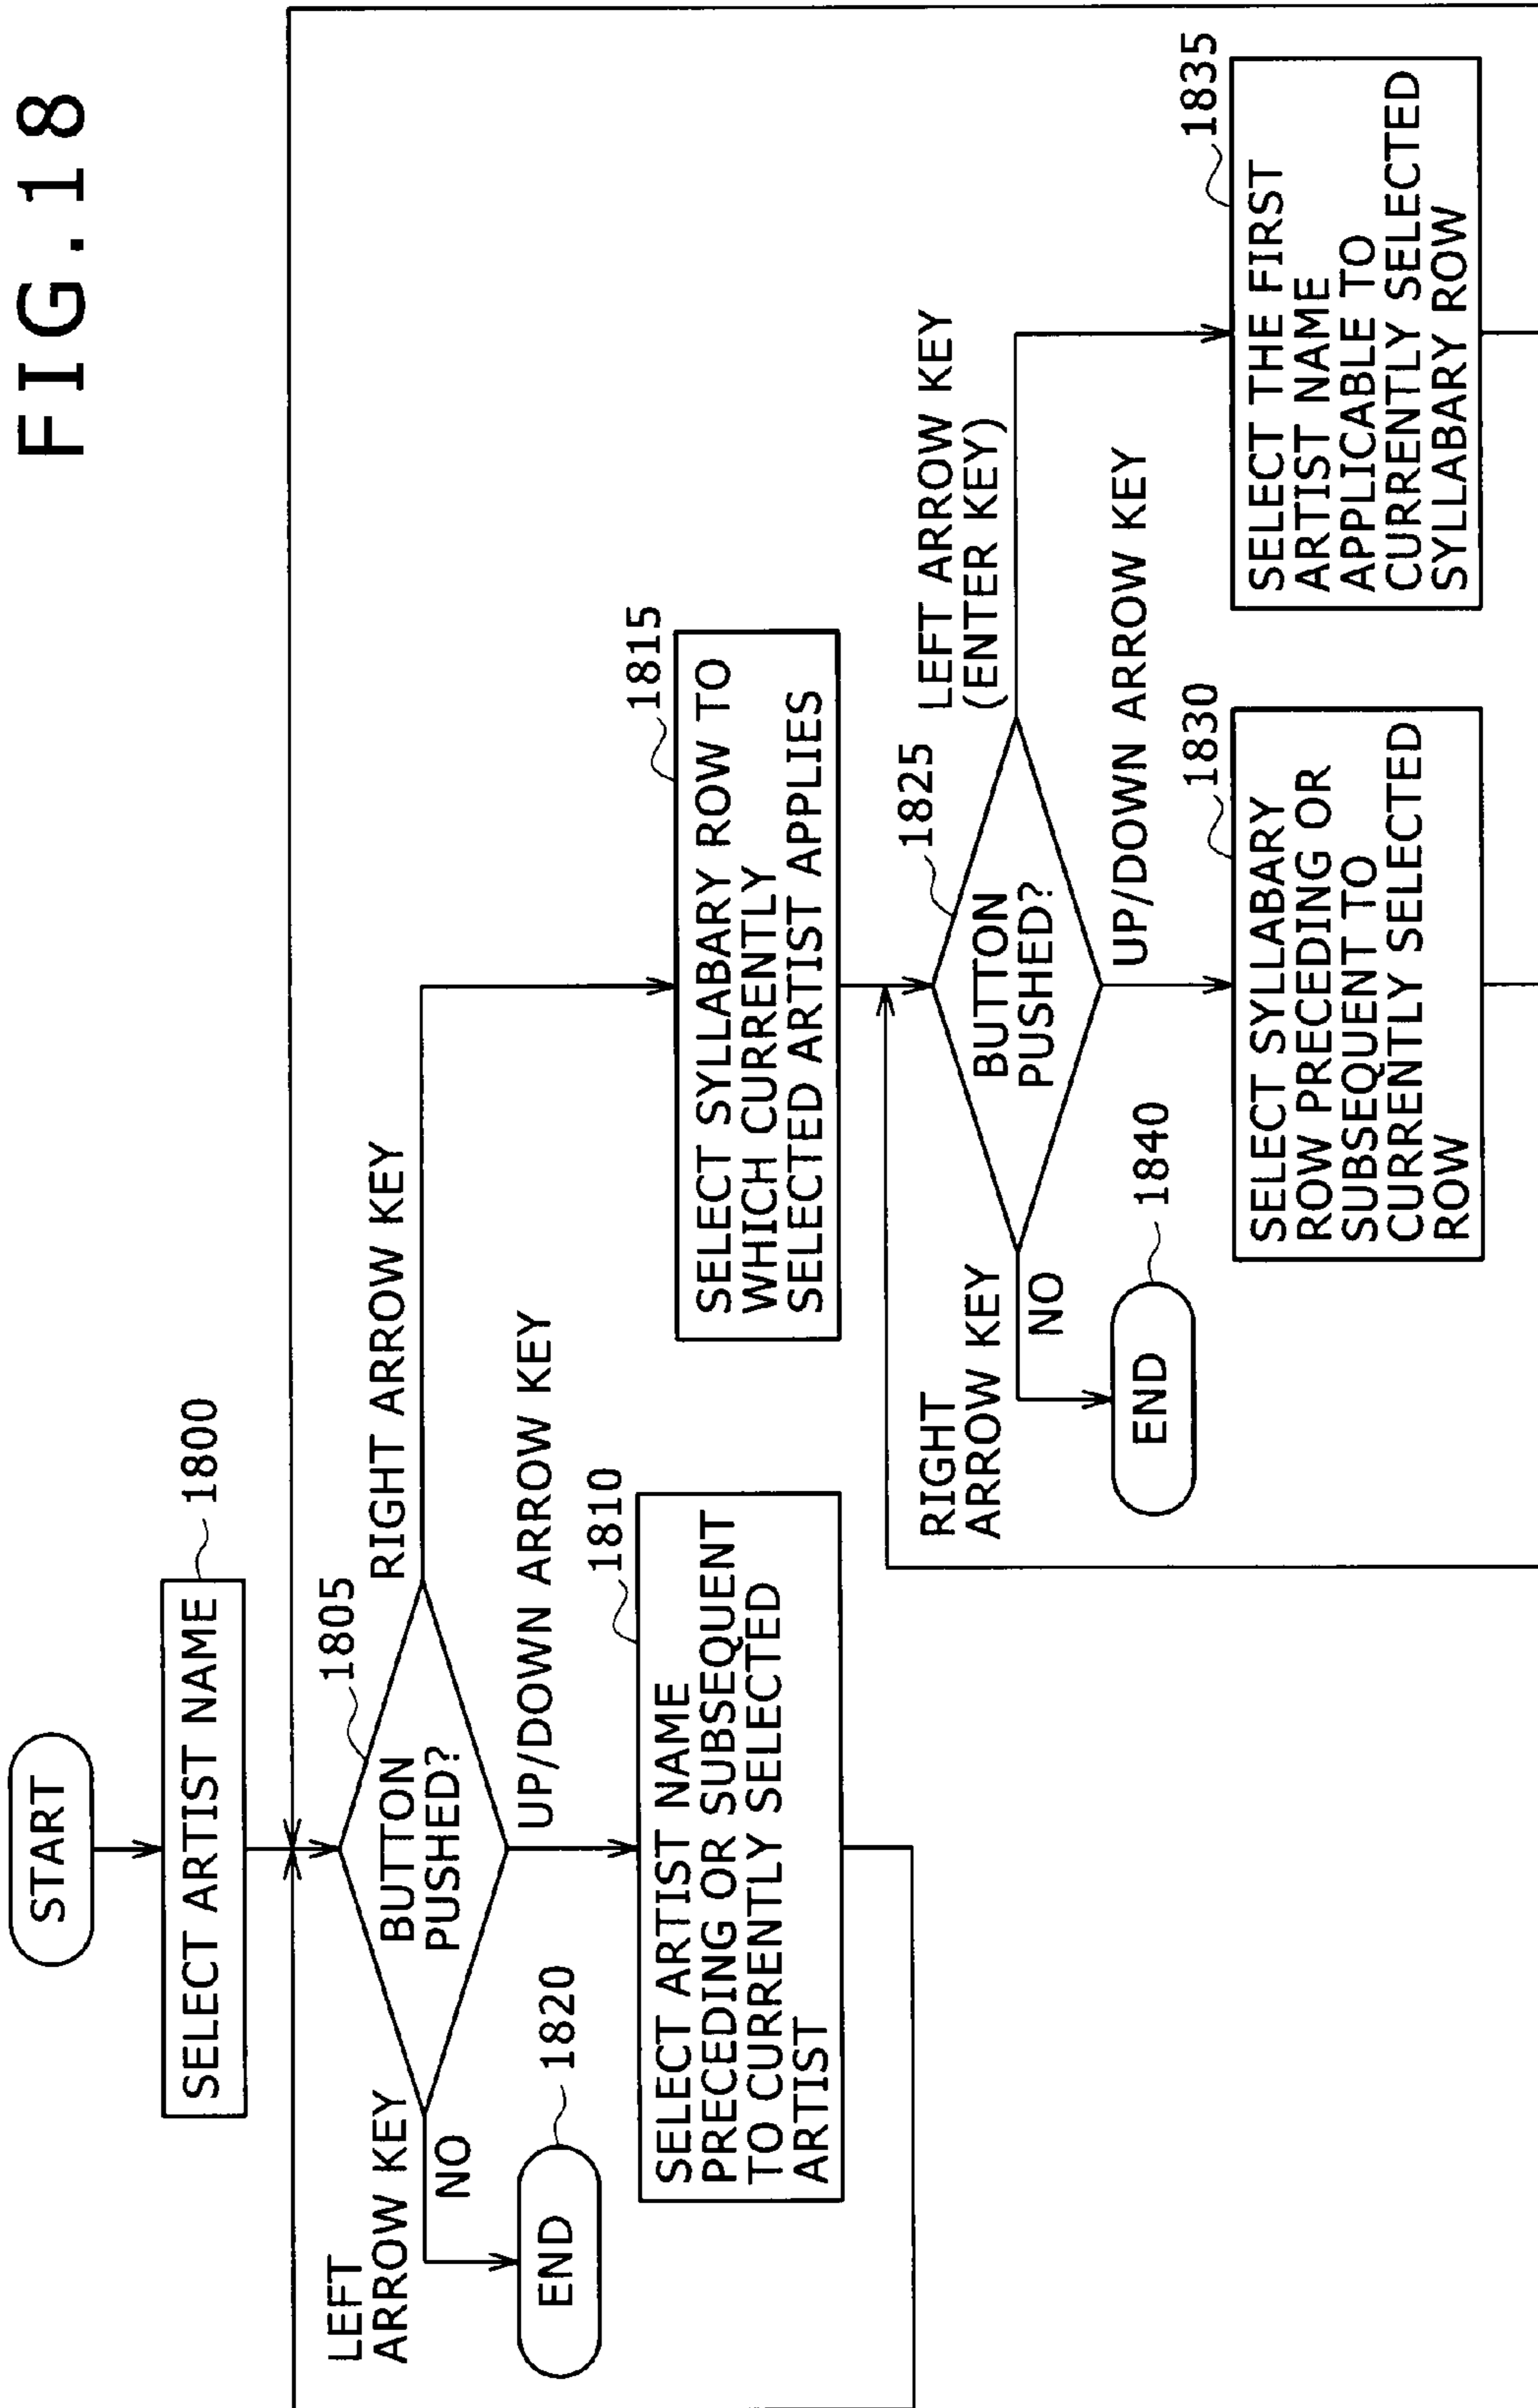 FIG.18
START
SELECT ARTIST NAME
1800
1805
BUTTON
PUSHED?
LEFT
ARROW KEY
NO
RIGHT ARROW KEY
UP/DOWN ARROW KEY
END
1820
1810
SELECT ARTIST NAME
PRECEDING OR SUBSEQUENT
TO CURRENTLY SELECTED
ARTIST
1815
SELECT SYLLABARY ROW TO
WHICH CURRENTLY
SELECTED ARTIST APPLIES
1825
BUTTON
PUSHED?
RIGHT
ARROW KEY
NO
LEFT ARROW KEY
(ENTER KEY)
UP/DOWN ARROW KEY
END
1840
1830
SELECT SYLLABARY
ROW PRECEDING OR
SUBSEQUENT TO
CURRENTLY SELECTED
ROW
1835
SELECT THE FIRST
ARTIST NAME
APPLICABLE TO
CURRENTLY SELECTED
SYLLABARY ROW